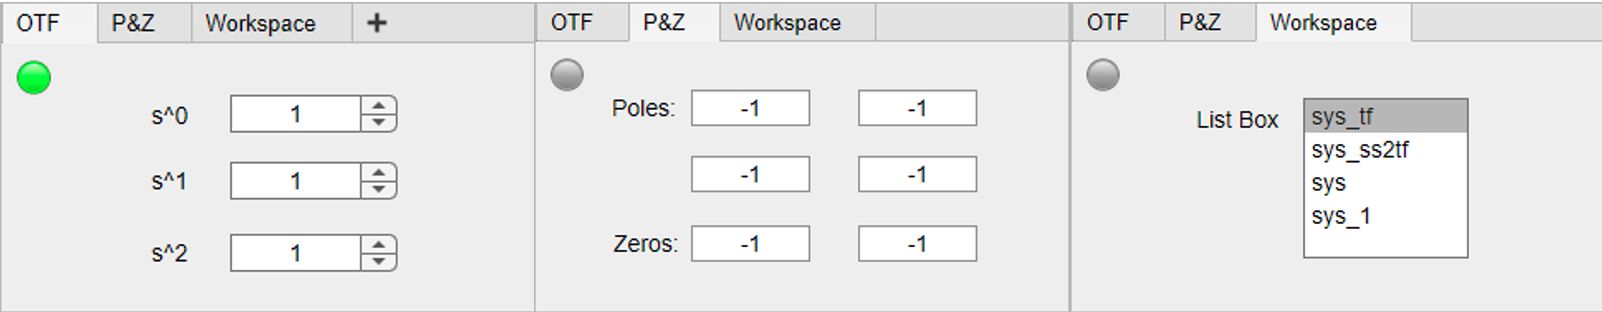 OTF P&Z Workspace +
s^0 1
s^1 1
s^2 1
OTF P&Z Workspace
Poles: -1 -1
-1 -1
Zeros: -1 -1
OTF P&Z Workspace
List Box
sys_tf
sys_ss2tf
sys
sys_1